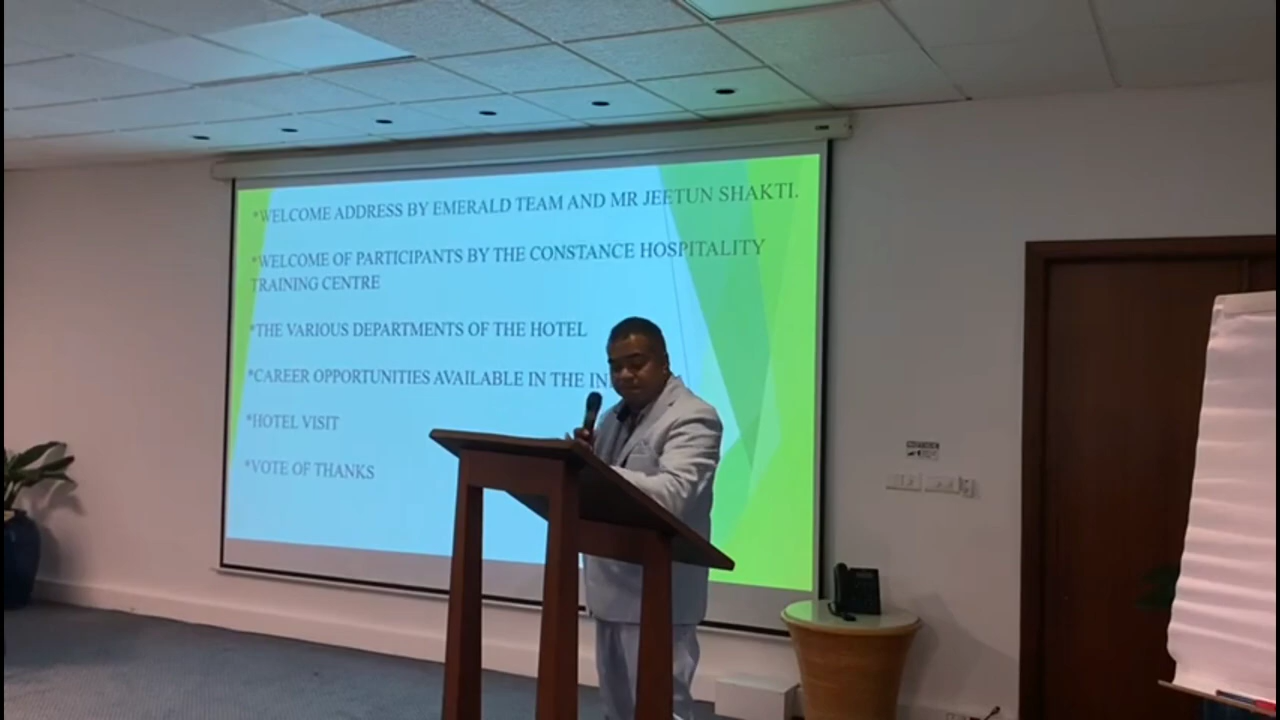 *WELCOME ADDRESS BY EMERALD TEAM AND MR JEETUN SHAKTI.
*WELCOME OF PARTICIPANTS BY THE CONSTANCE HOSPITALITY
TRAINING CENTRE
*THE VARIOUS DEPARTMENTS OF THE HOTEL
*CAREER OPPORTUNITIES AVAILABLE IN THE IN
*HOTEL VISIT
*VOTE OF THANKS